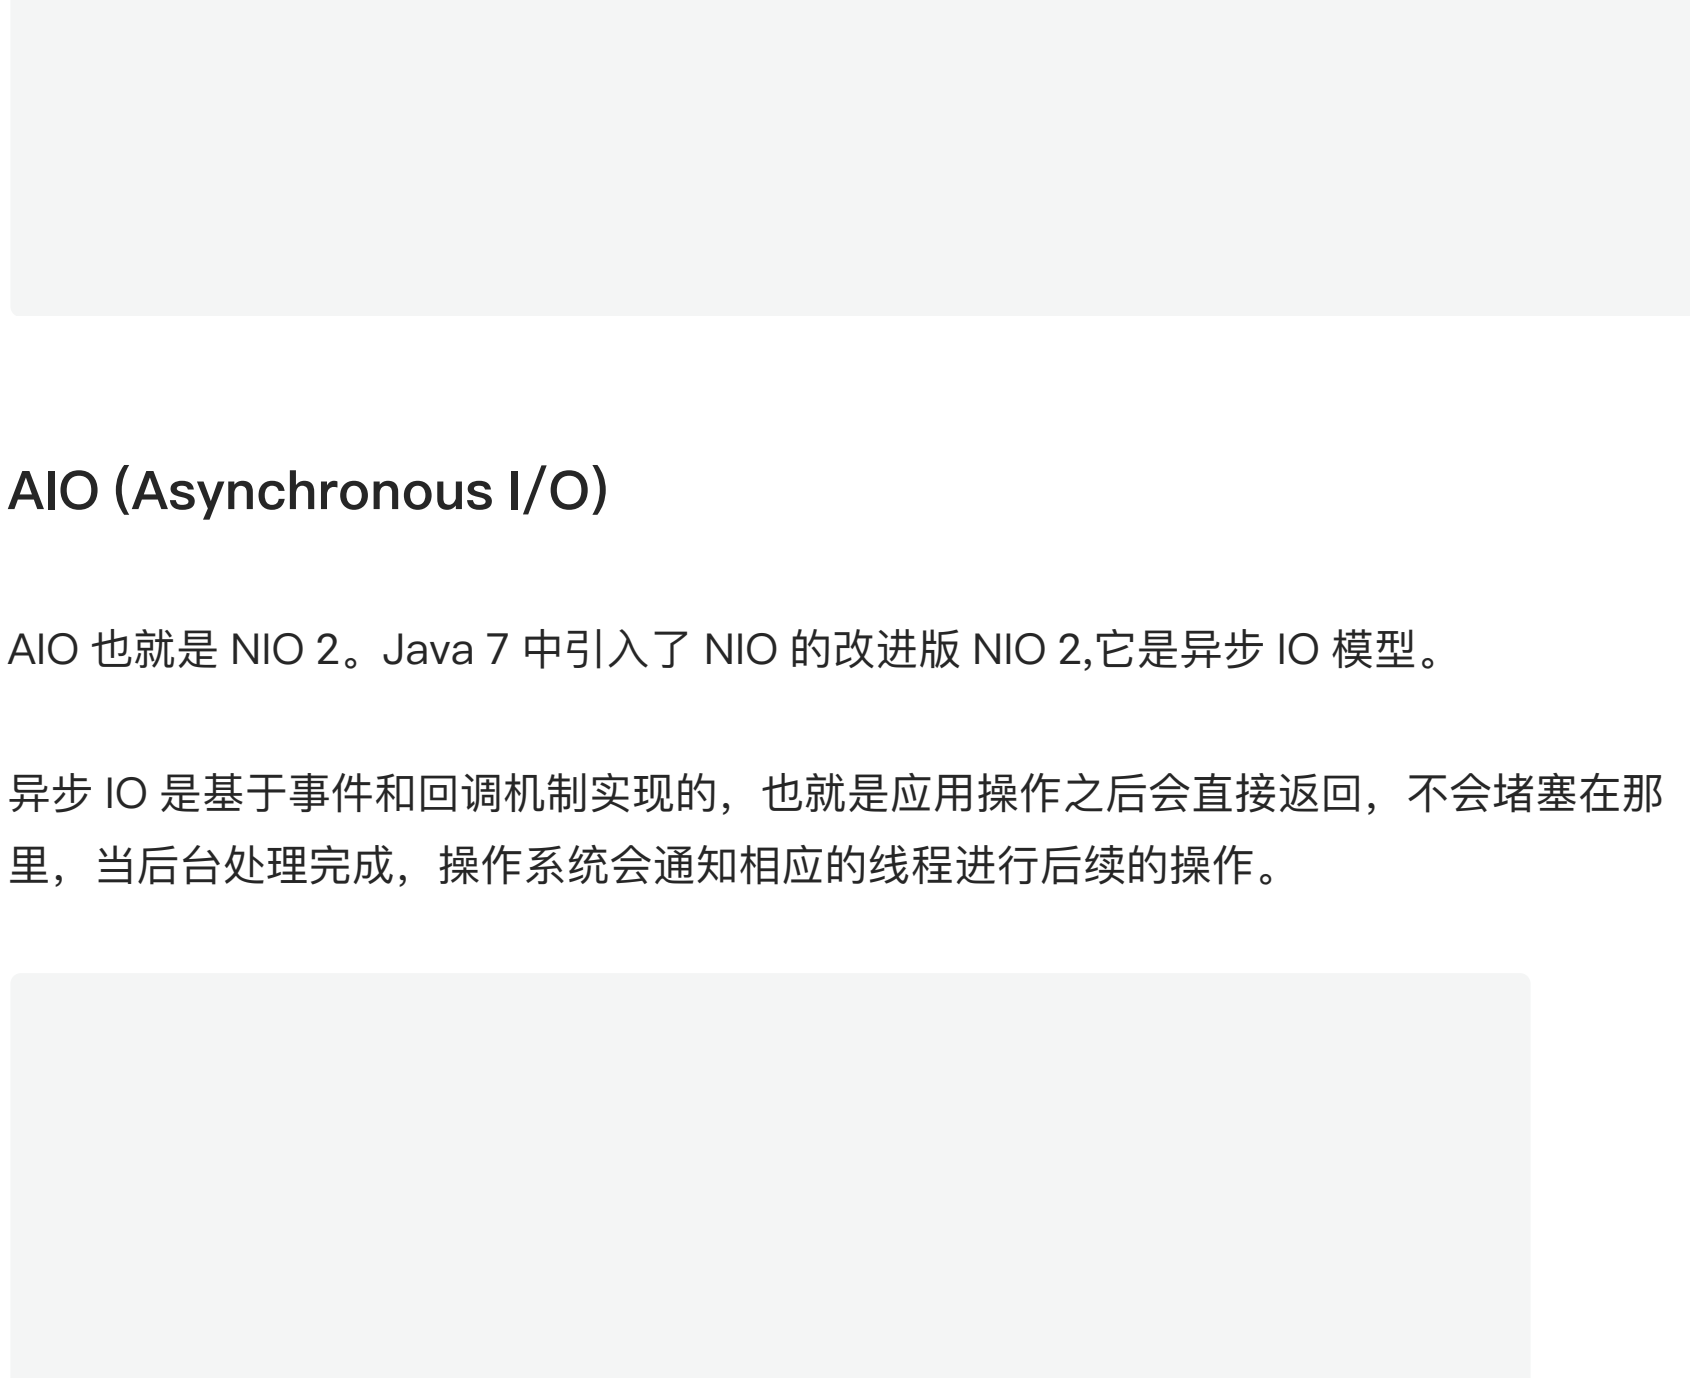 AIO (Asynchronous I/O)
AIO 也就是 NIO 2。Java 7 中引入了 NIO 的改进版 NIO 2,它是异步 IO 模型。
异步 IO 是基于事件和回调机制实现的，也就是应用操作之后会直接返回，不会堵塞在那
里，当后台处理完成，操作系统会通知相应的线程进行后续的操作。